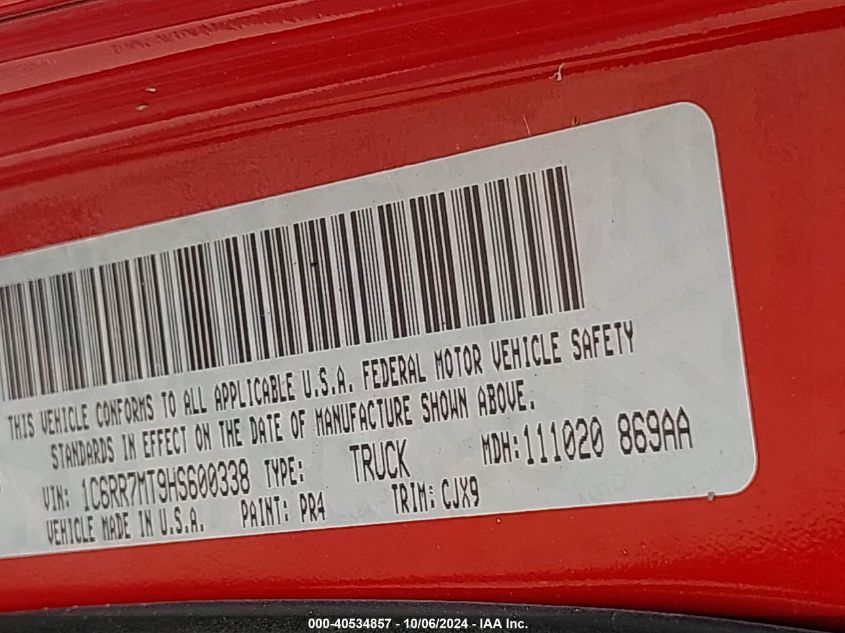 THIS VEHICLE CONFORMS TO ALL APPLICABLE U.S.A. FEDERAL MOTOR VEHICLE SAFETY
STANDARDS IN EFFECT ON THE DATE OF MANUFACTURE SHOWN ABOVE.
VIN: 1C6RR7MT9HS600338 TYPE: TRUCK MDH: 111020 869AA
VEHICLE MADE IN U.S.A. PAINT: PR4 TRIM: CJX9
000-40534857 - 10/06/2024 - IAA Inc.